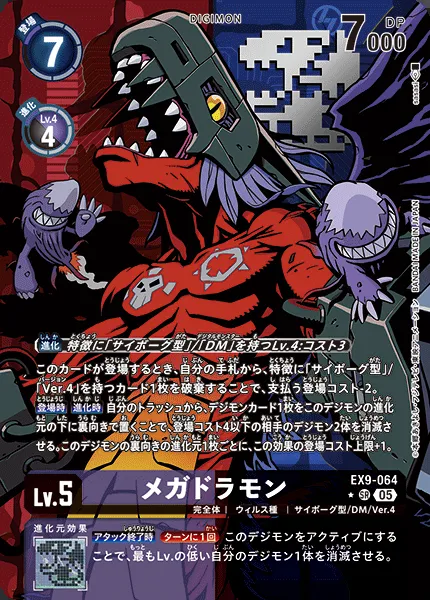 DIGIMON
登場
7
7000
DP
進化
Lv.4
4
BANDAI MADE IN JAPAN
進化 特徴に「サイボーグ型」/「DM」を持つLv.4:コスト3
このカードが登場するとき、自分の手札から、特徴に「サイボーグ型」/
「Ver.4」を持つカード1枚を破棄することで、支払う登場コスト-2。
登場時 進化時 自分のトラッシュから、デジモンカード1枚をこのデジモンの進化
元の下に裏向きで置くことで、登場コスト4以下の相手のデジモン2体を消滅さ
せる。このデジモンの裏向きの進化元1枚ごとに、この効果の登場コスト上限+1。
EX9-064
Lv.5
メガドラモン
SR 05
完全体 | ウィルス種 | サイボーグ型/DM/Ver.4
進化元効果
アタック終了時 ターンに1回 このデジモンをアクティブにする
ことで、最もLv.の低い自分のデジモン1体を消滅させる。